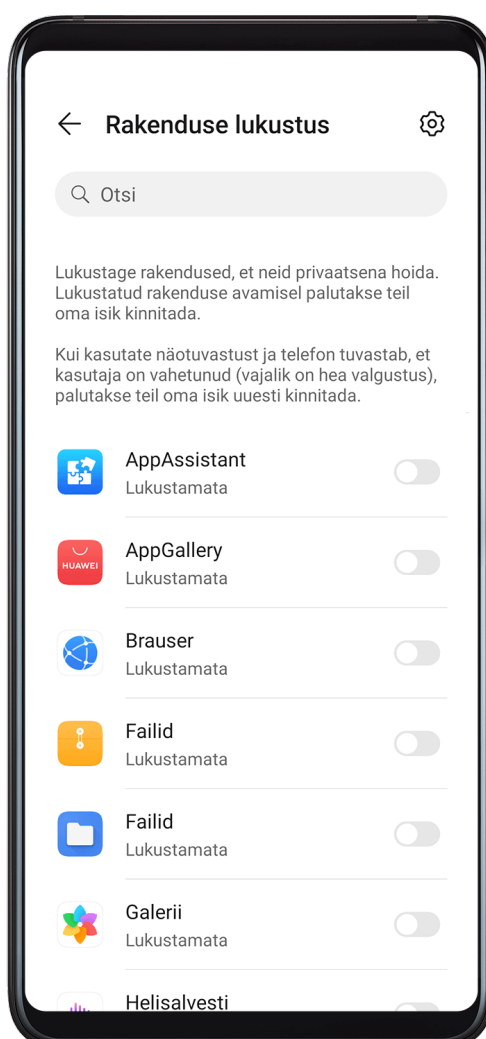 Rakenduse lukustus
Otsi
Lukustage rakendused, et neid privaatsena hoida.
Lukustatud rakenduse avamisel palutakse teil
oma isik kinnitada.
Kui kasutate näotuvastust ja telefon tuvastab, et
kasutaja on vahetunud (vajalik on hea valgustus),
palutakse teil oma isik uuesti kinnitada.
AppAssistant
Lukustamata
HUAWEI
AppGallery
Lukustamata
Brauser
Lukustamata
Failid
Lukustamata
Failid
Lukustamata
Galerii
Lukustamata
Helisalvesti